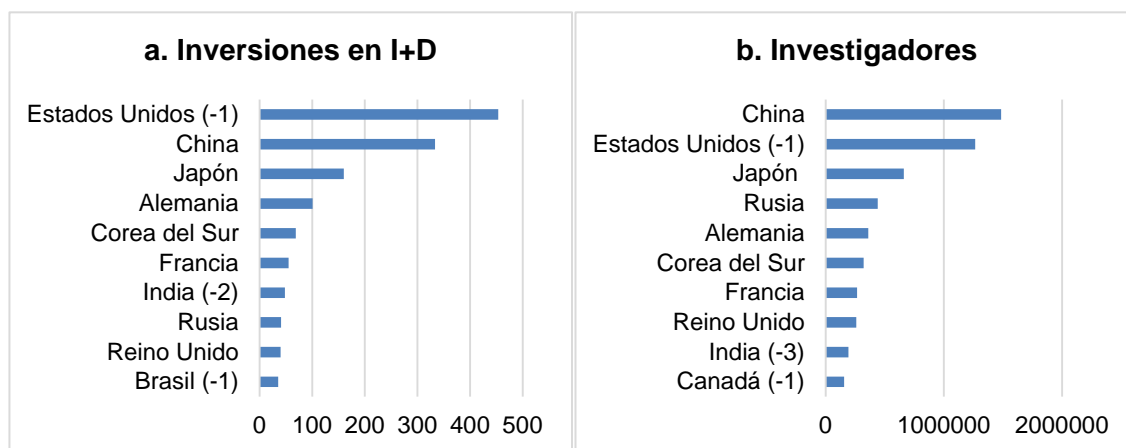 a. Inversiones en I+D
Estados Unidos (-1)
China
Japón
Alemania
Corea del Sur
Francia
India (-2)
Rusia
Reino Unido
Brasil (-1)
0 100 200 300 400 500
b. Investigadores
China
Estados Unidos (-1)
Japón
Rusia
Alemania
Corea del Sur
Francia
Reino Unido
India (-3)
Canadá (-1)
0 1000000 2000000